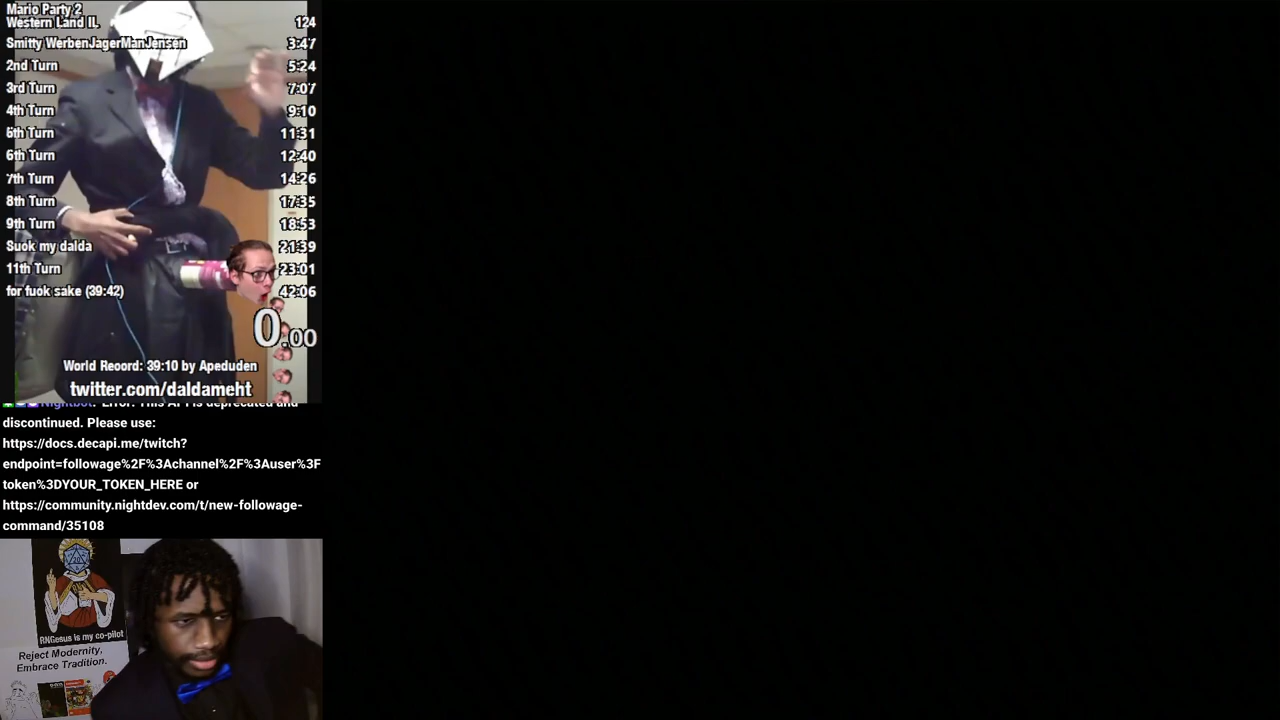 Mario Party 2
Western Land II. 124
Smitty WerbenJagerManJensen 3:47
2nd Turn 5:24
3rd Turn 7:07
4th Turn 9:10
5th Turn 11:31
6th Turn 12:40
7th Turn 14:26
8th Turn 17:35
9th Turn 18:53
Suok my dalda 21:39
11th Turn 23:01
for fuok sake (39:42) 42:06
0.00
World Reoord: 39:10 by Apeduden
twitter.com/daldameht
Nightbot: Error: This API is deprecated and
discontinued. Please use:
https://docs.decapi.me/twitch?
endpoint=followage%2F%3Achannel%2F%3Auser%3F
token%3DYOUR_TOKEN_HERE or
https://community.nightdev.com/t/new-followage-
command/35108
RNGesus is my co-pilot
Reject Modernity,
Embrace Tradition.